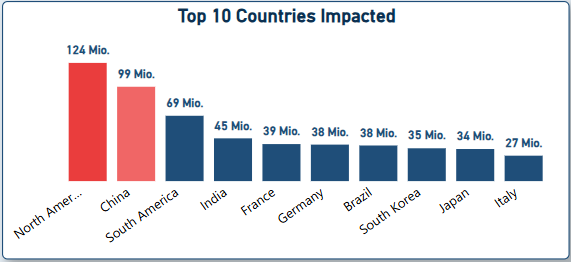 Top 10 Countries Impacted
124 Mio.
99 Mio.
69 Mio.
45 Mio.
39 Mio.
38 Mio.
38 Mio.
35 Mio.
34 Mio.
27 Mio.
North Amer...
China
South America
India
France
Germany
Brazil
South Korea
Japan
Italy